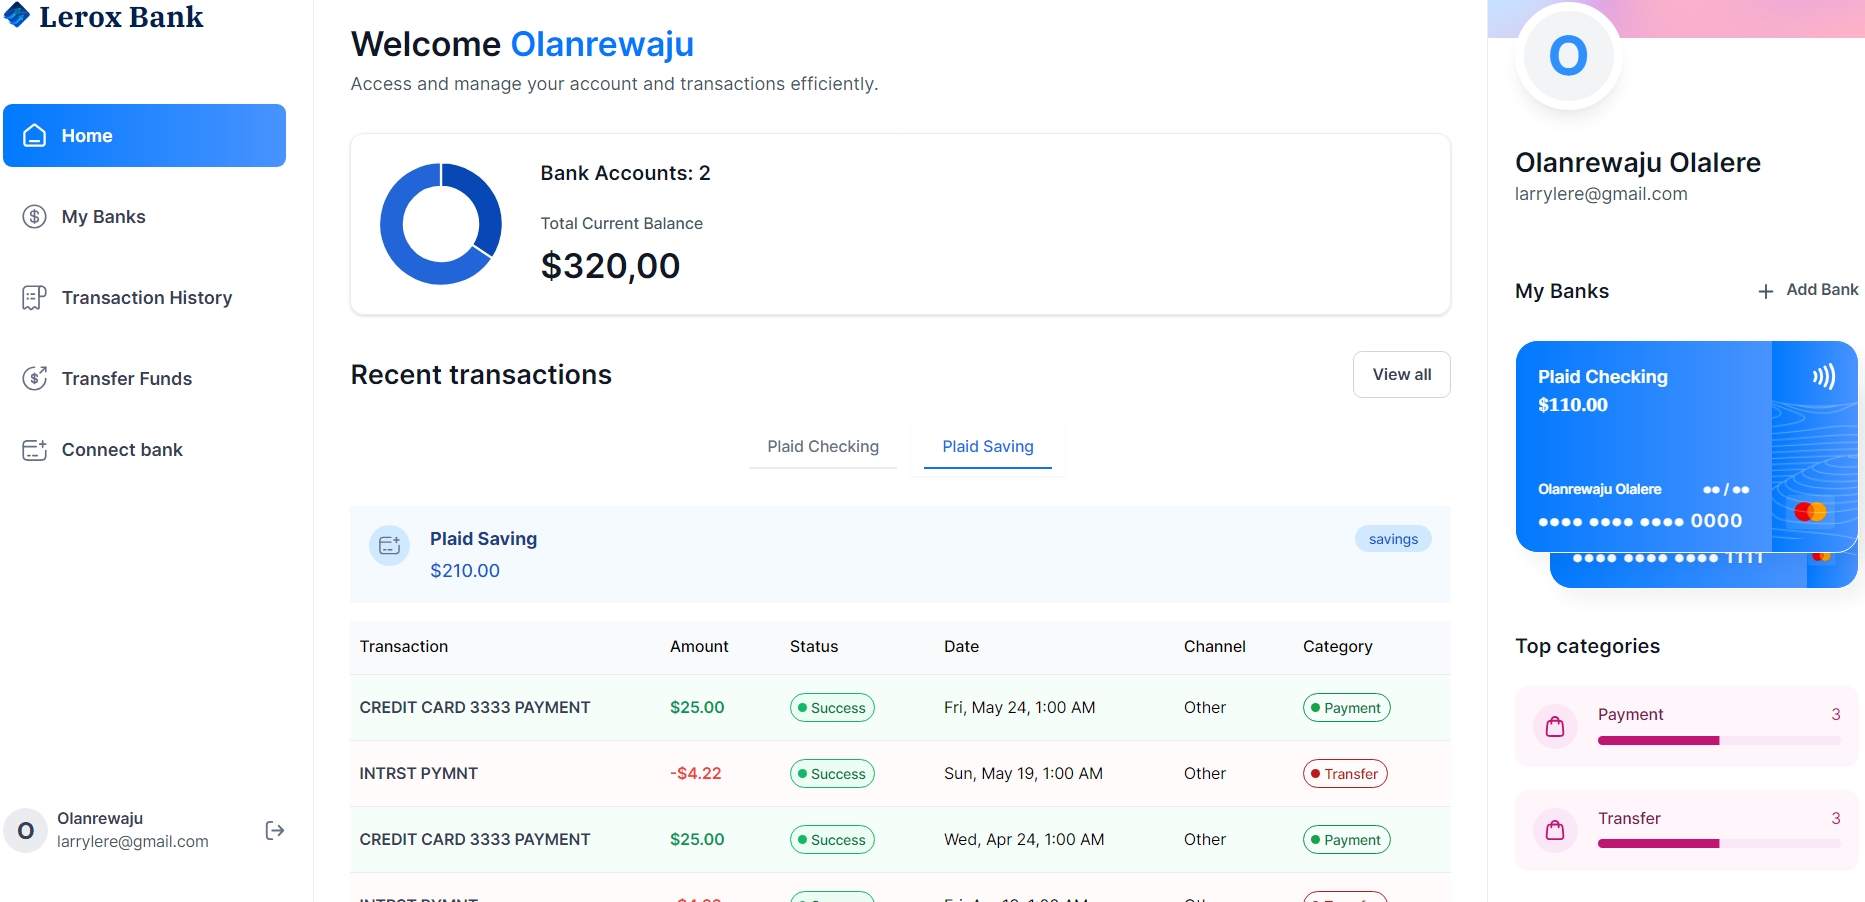 Lerox Bank
Home
My Banks
Transaction History
Transfer Funds
Connect bank
O
Olanrewaju
larrylere@gmail.com
Welcome Olanrewaju
Access and manage your account and transactions efficiently.
Bank Accounts: 2
Total Current Balance
$320,00
Recent transactions
View all
Plaid Checking
Plaid Saving
Plaid Saving
$210.00
savings
Transaction Amount Status Date Channel Category
CREDIT CARD 3333 PAYMENT $25.00 Success Fri, May 24, 1:00 AM Other Payment
INTRST PYMNT -$4.22 Success Sun, May 19, 1:00 AM Other Transfer
CREDIT CARD 3333 PAYMENT $25.00 Success Wed, Apr 24, 1:00 AM Other Payment
O
Olanrewaju Olalere
larrylere@gmail.com
My Banks
+ Add Bank
Plaid Checking
$110.00
Olanrewaju Olalere ●● / ●●
●●●● ●●●● ●●●● 0000
●●●● ●●●● ●●●● 1111
Top categories
Payment 3
Transfer 3